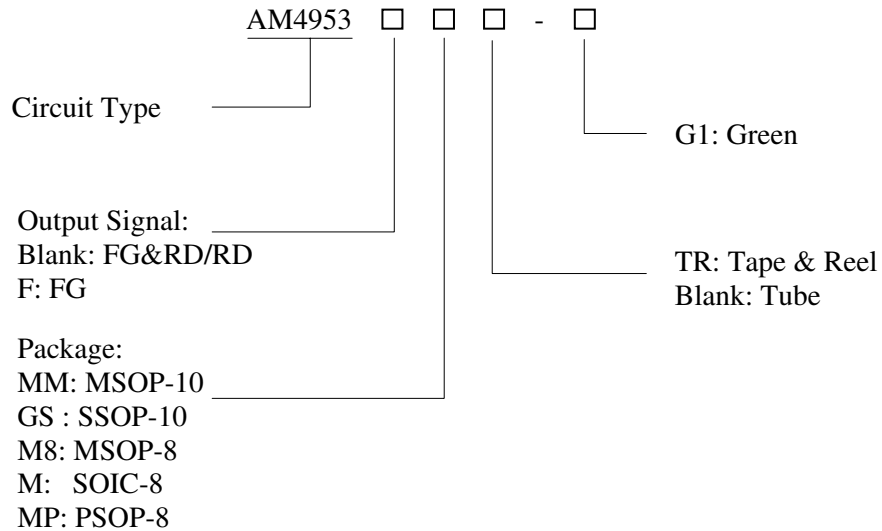 AM4953 □ □ □ - □
Circuit Type
G1: Green
Output Signal:
Blank: FG&RD/RD
F: FG
TR: Tape & Reel
Blank: Tube
Package:
MM: MSOP-10
GS : SSOP-10
M8: MSOP-8
M: SOIC-8
MP: PSOP-8